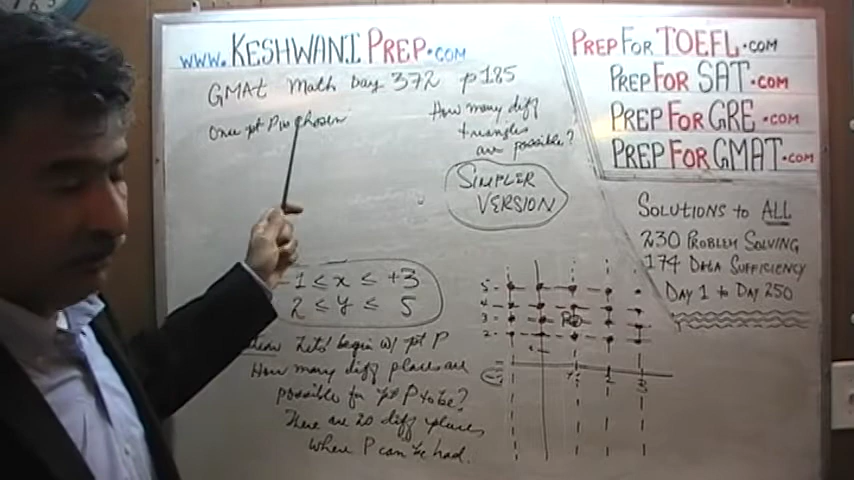 www.KESHWANIPREP.com
GMAT Math Day 372 p185
Once pt P is chosen
How many diff
triangles
are possible?
SIMPLER
VERSION
-1 ≤ x ≤ +3
2 ≤ y ≤ 5
Lets' begin w/ pt P
How many diff places are
possible for pt P to be?
There are 20 diff places
where P can be had.
5
4
3
2
P
1
2
3
PREPFORTOEFL.com
PREPFORSAT.com
PREPFORGRE.com
PREPFORGMAT.com
SOLUTIONS to ALL
230 PROBLEM SOLVING
174 DATA SUFFICIENCY
DAY 1 to DAY 250